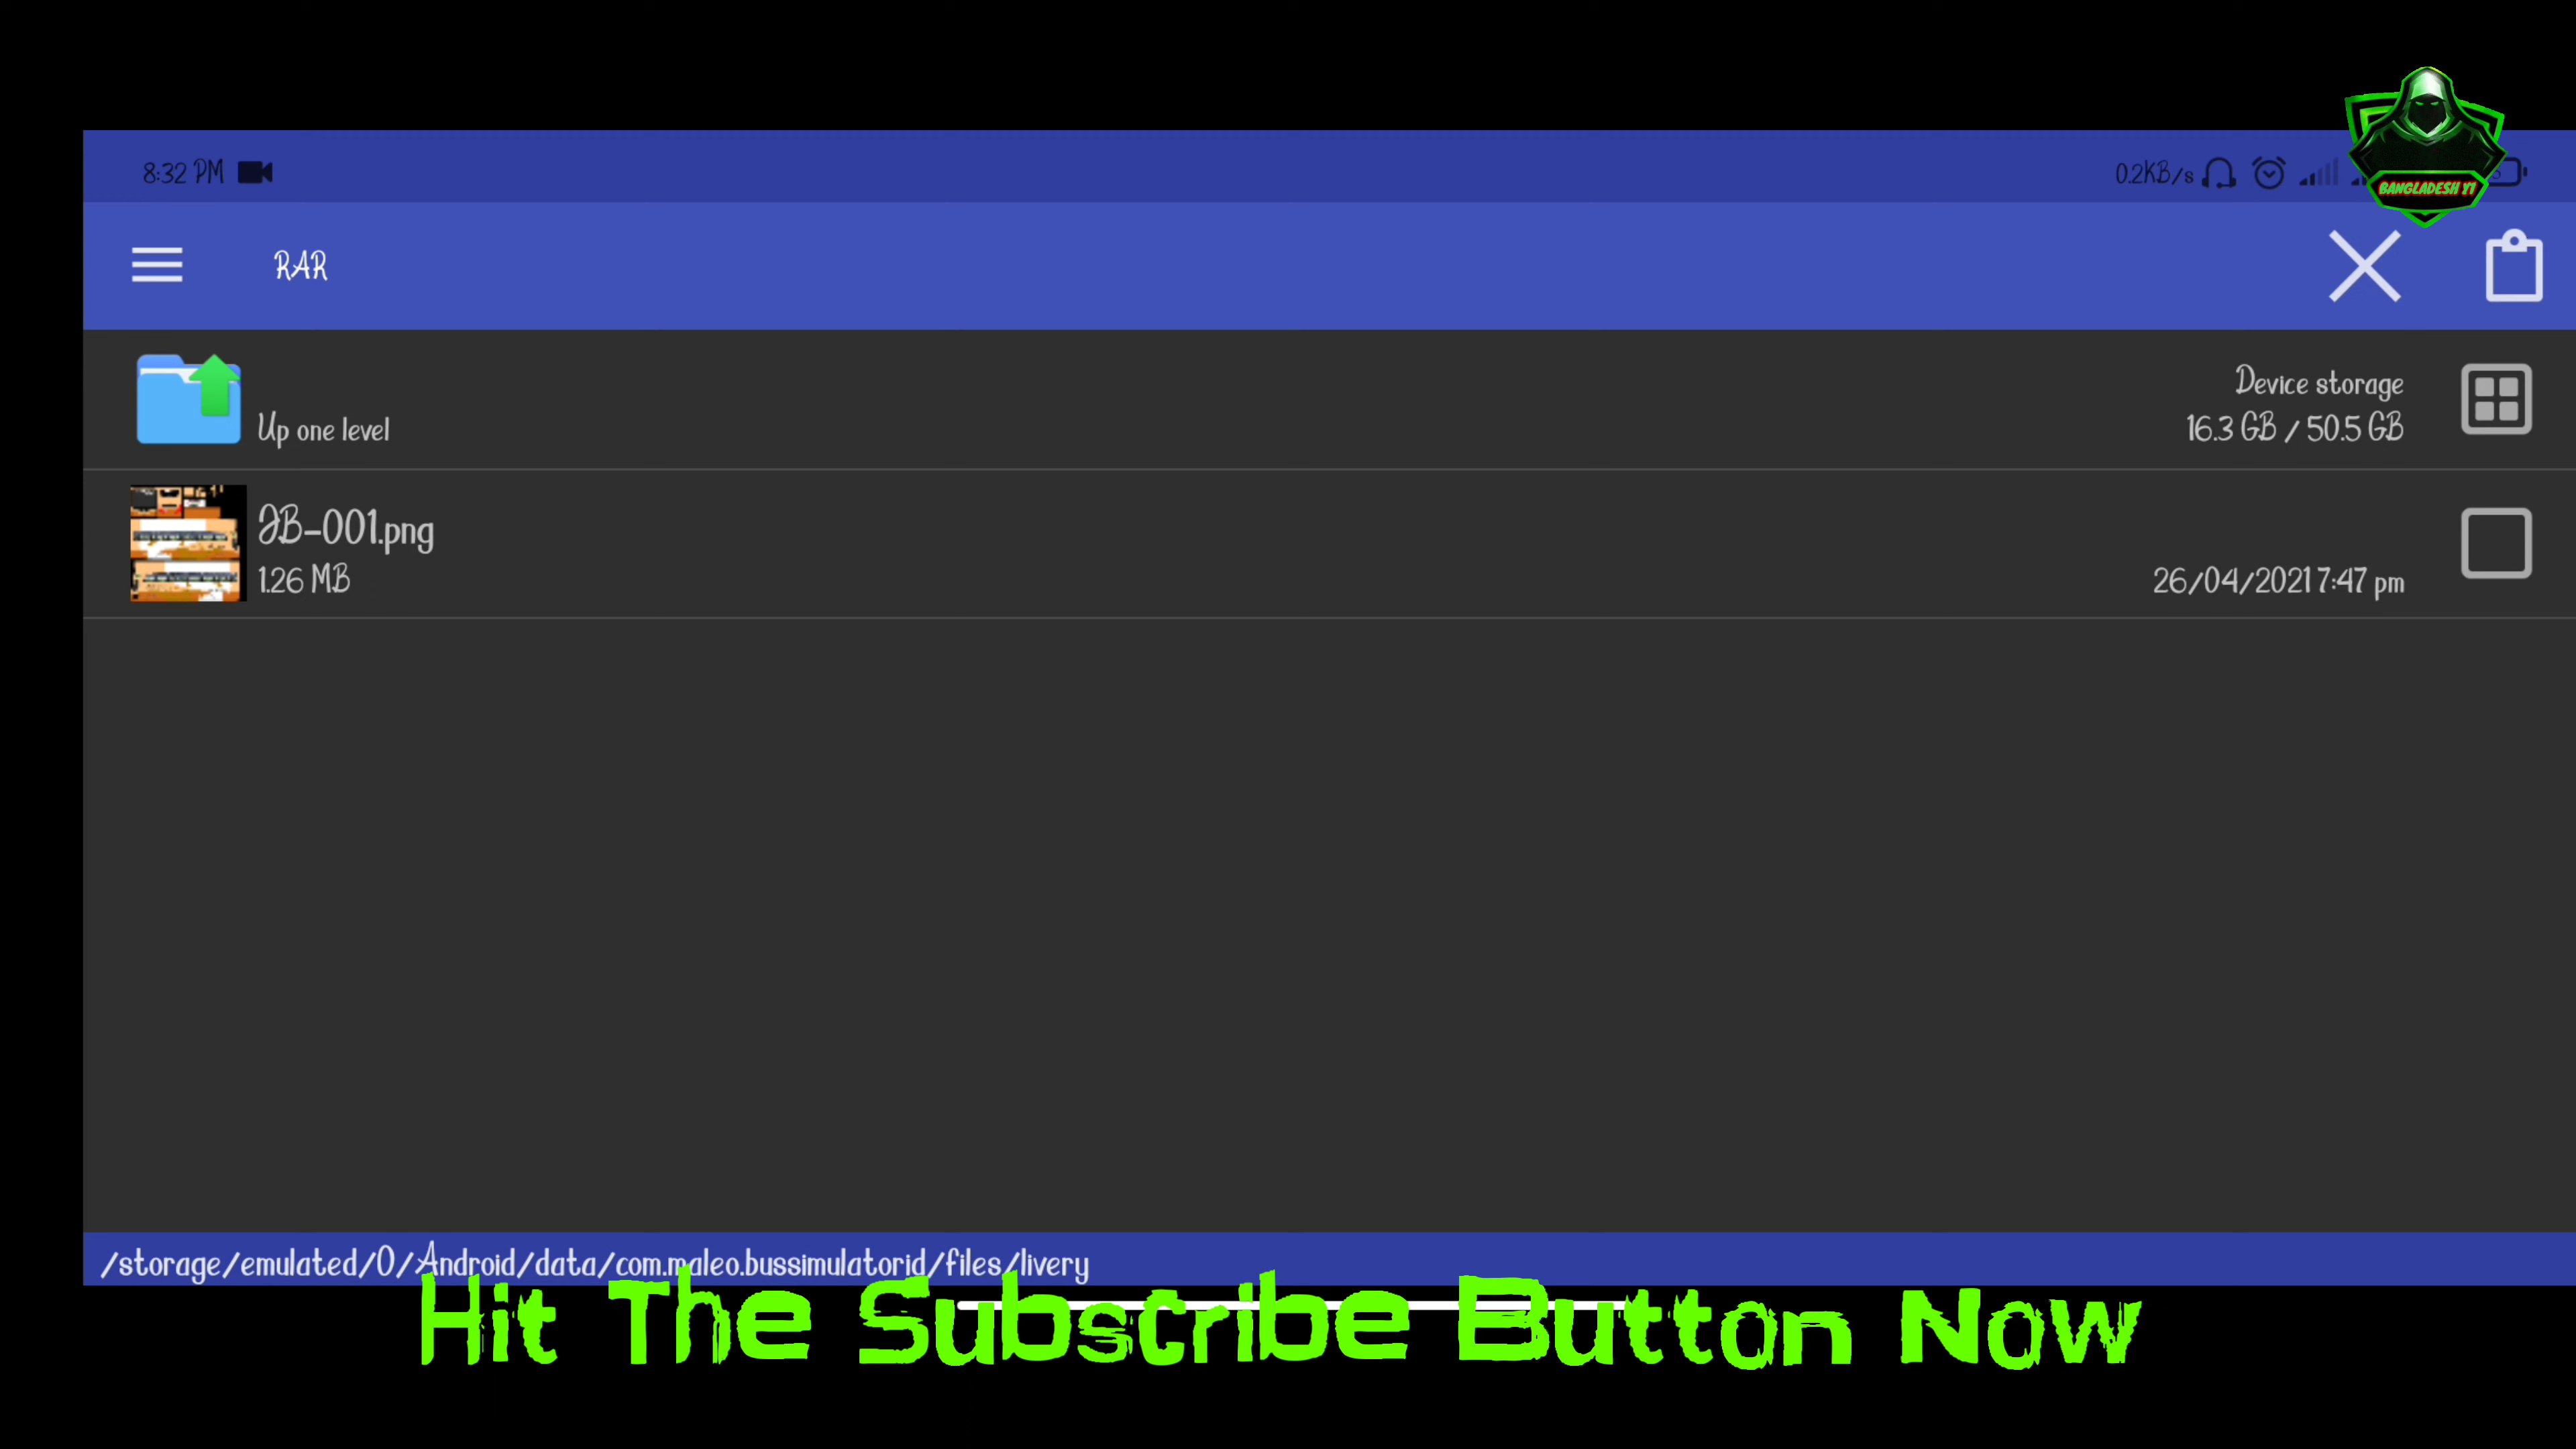 8:32 PM
0.2KB/s
BANGLADESH YT
RAR
Up one level
Device storage
16.3 GB / 50.5 GB
JB-001.png
1.26 MB
26/04/2021 7:47 pm
/storage/emulated/0/Android/data/com.maleo.bussimulatorid/files/livery
Hit The Subscribe Button Now